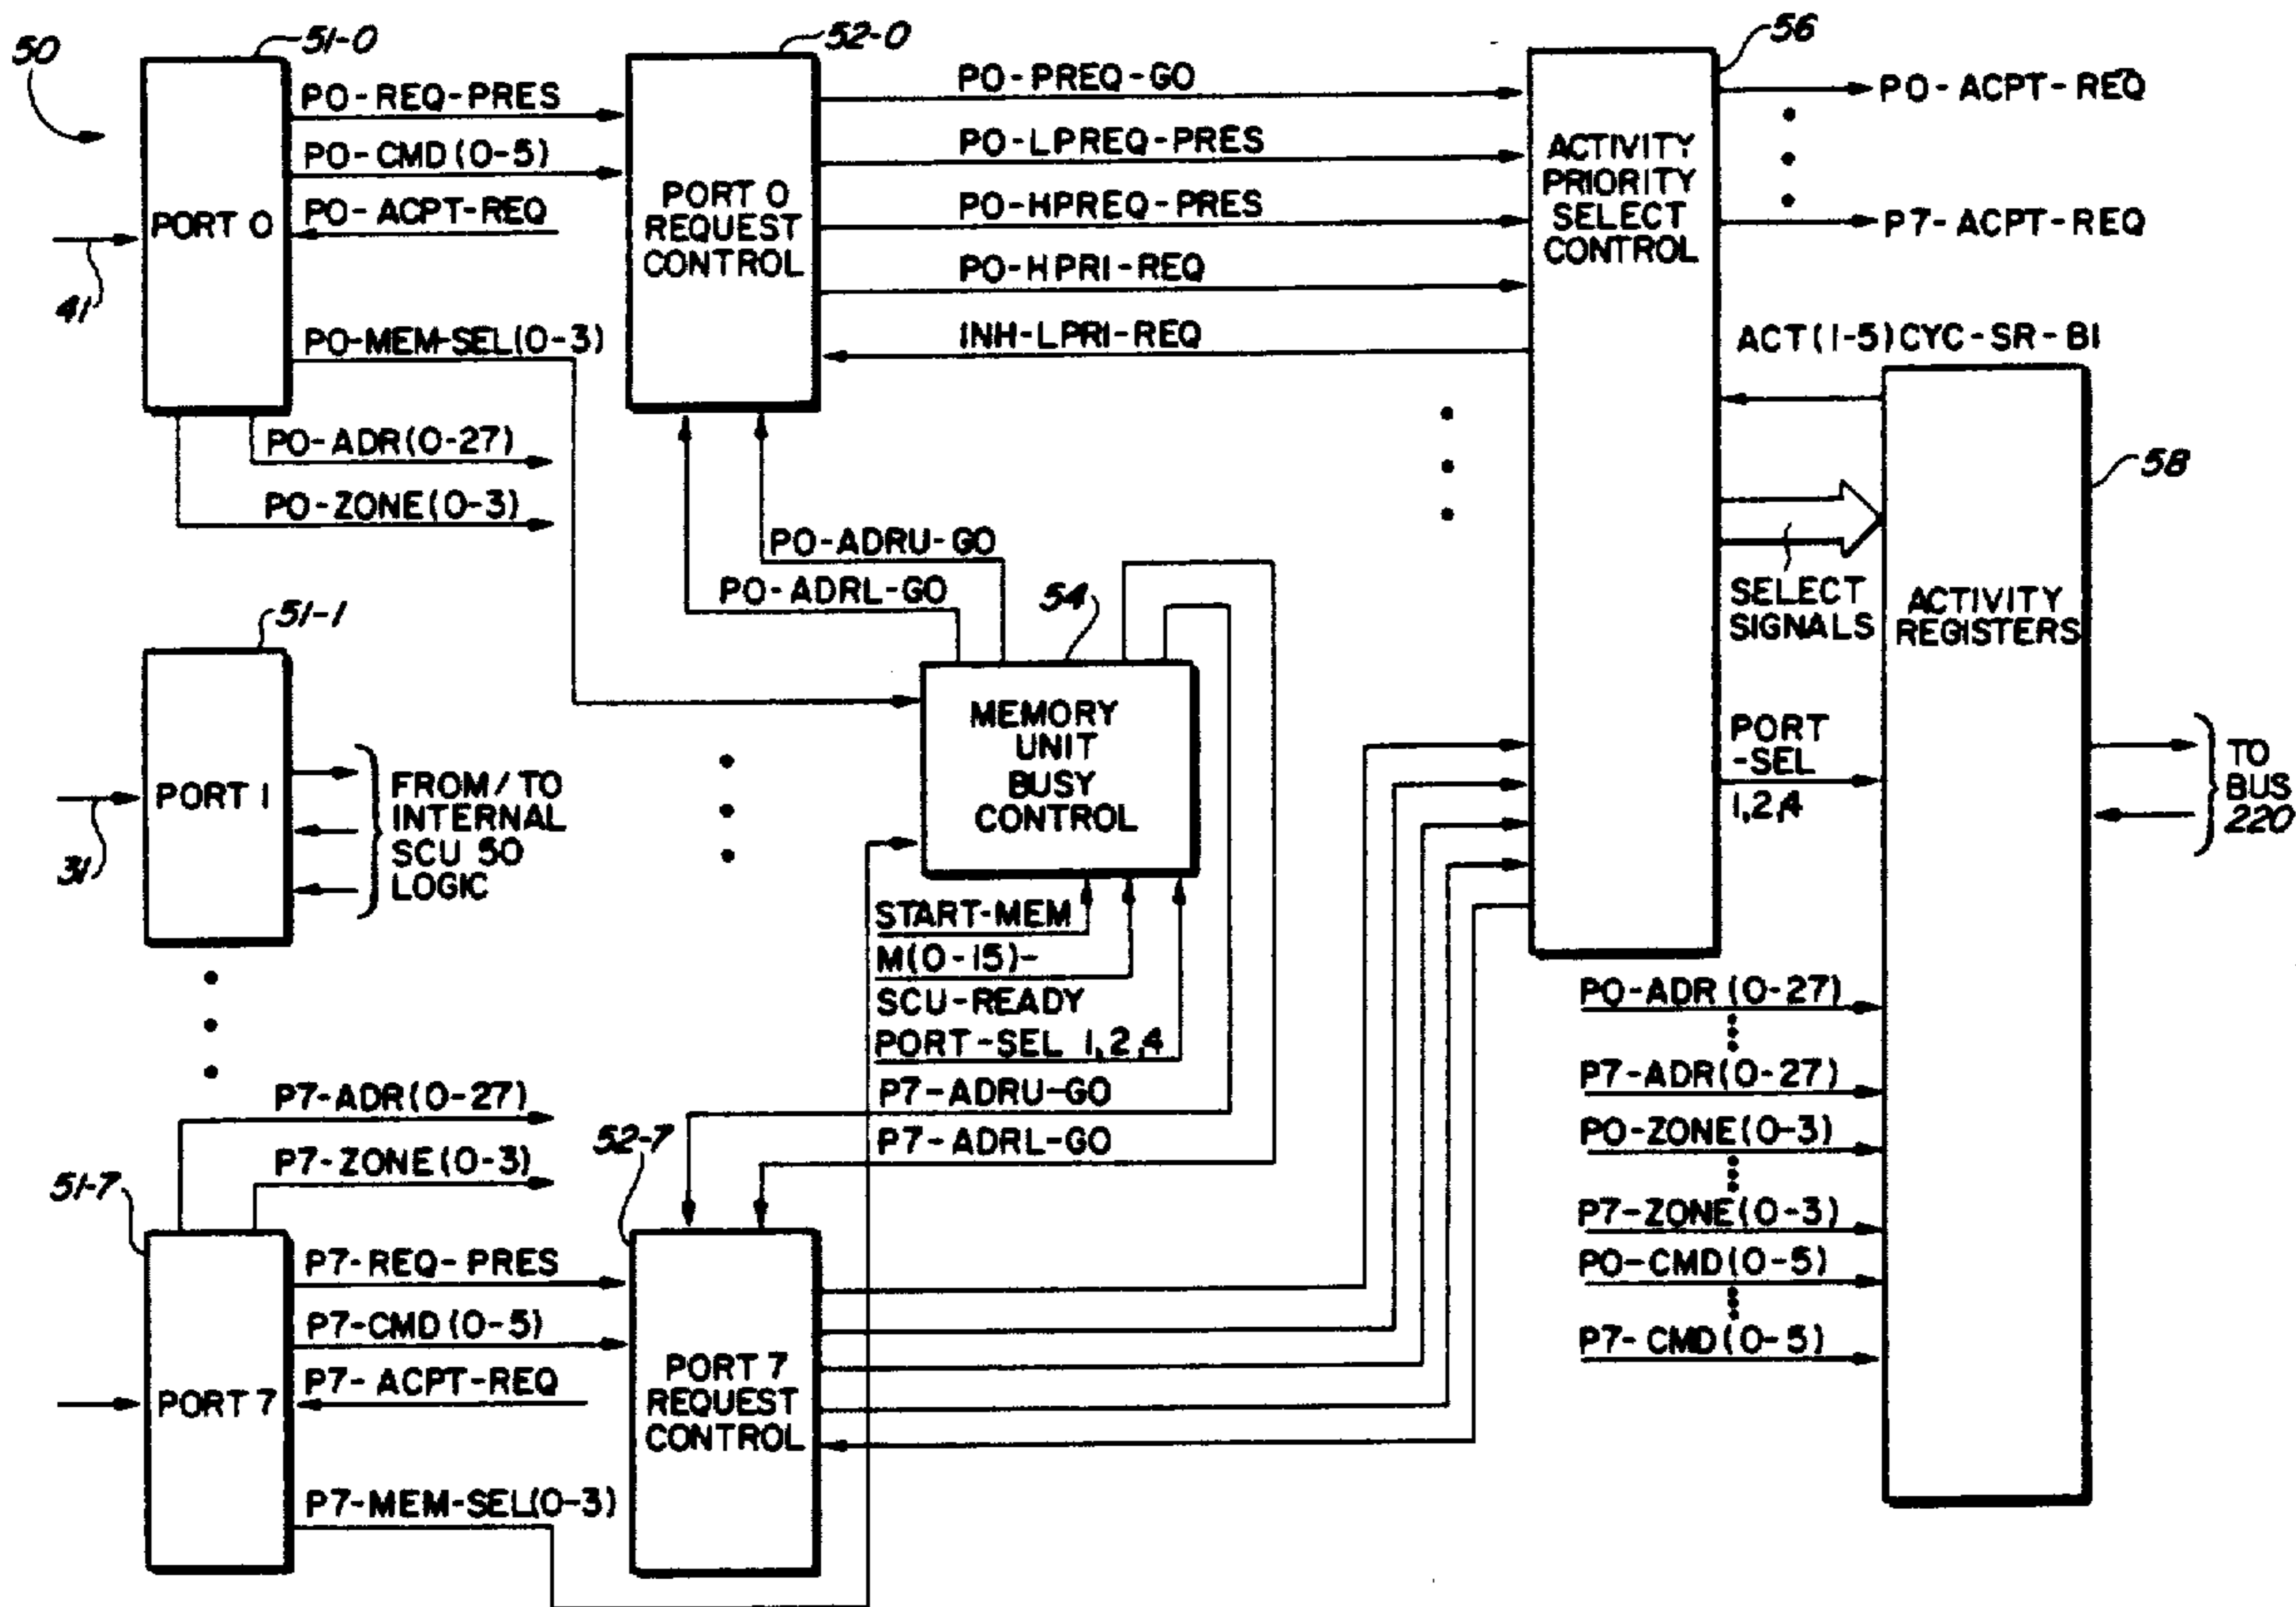 50
51-0
52-0
56
PO-REQ-PRES
PO-CMD(0-5)
PO-ACPT-REQ
PORT 0
41
PO-MEM-SEL(0-3)
PO-ADR(0-27)
PO-ZONE(0-3)
PORT 0
REQUEST
CONTROL
PO-PREQ-GO
PO-LPREQ-PRES
PO-HPREQ-PRES
PO-HPRI-REQ
INH-LPRI-REQ
ACTIVITY
PRIORITY
SELECT
CONTROL
PO-ACPT-REQ
P7-ACPT-REQ
ACT(1-5)CYC-SR-B1
58
SELECT
SIGNALS
ACTIVITY
REGISTERS
PORT
-SEL
1,2,4
TO
BUS
220
PO-ADRU-GO
PO-ADRL-GO
54
MEMORY
UNIT
BUSY
CONTROL
51-1
PORT 1
31
FROM/TO
INTERNAL
SCU 50
LOGIC
START-MEM
M(0-15)-
SCU-READY
PORT-SEL 1,2,4
P7-ADRU-GO
P7-ADRL-GO
PO-ADR(0-27)
P7-ADR(0-27)
PO-ZONE(0-3)
P7-ZONE(0-3)
PO-CMD(0-5)
P7-CMD(0-5)
P7-ADR(0-27)
P7-ZONE(0-3)
51-7
52-7
P7-REQ-PRES
P7-CMD(0-5)
P7-ACPT-REQ
PORT 7
P7-MEM-SEL(0-3)
PORT 7
REQUEST
CONTROL